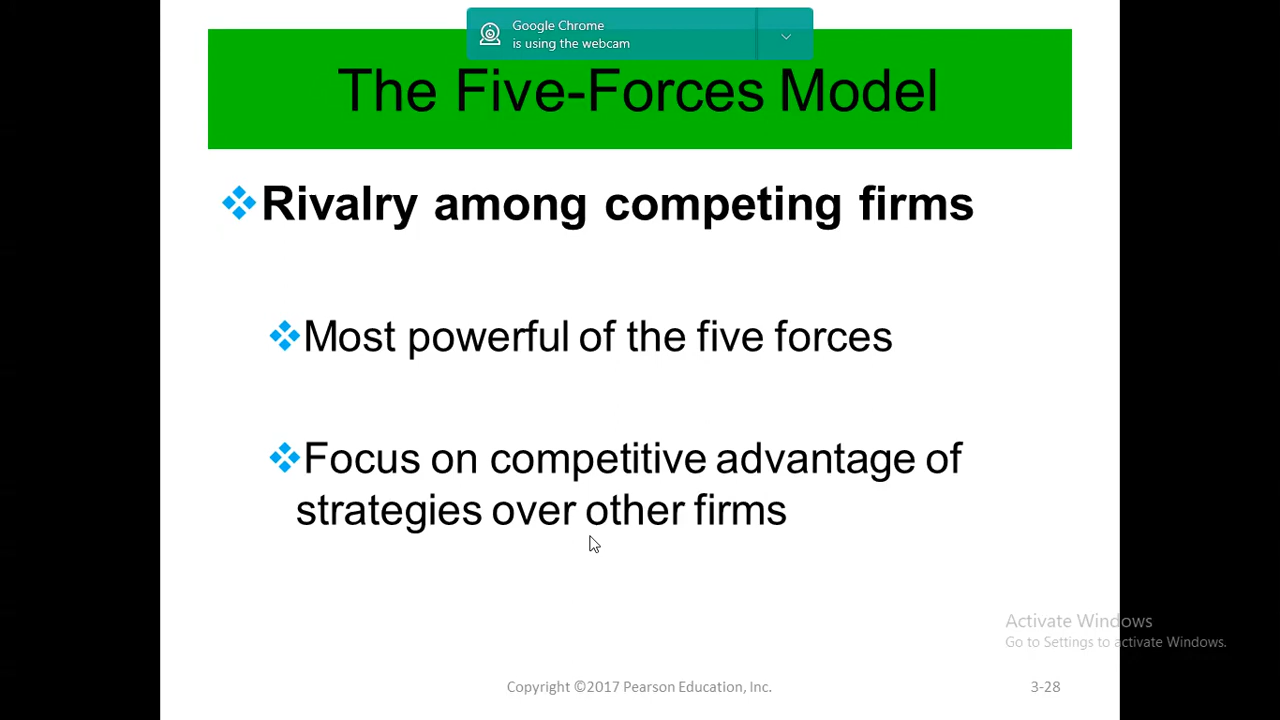 Google Chrome
is using the webcam
The Five-Forces Model
Rivalry among competing firms
Most powerful of the five forces
Focus on competitive advantage of
strategies over other firms
Activate Windows
Go to Settings to activate Windows.
Copyright ©2017 Pearson Education, Inc.
3-28